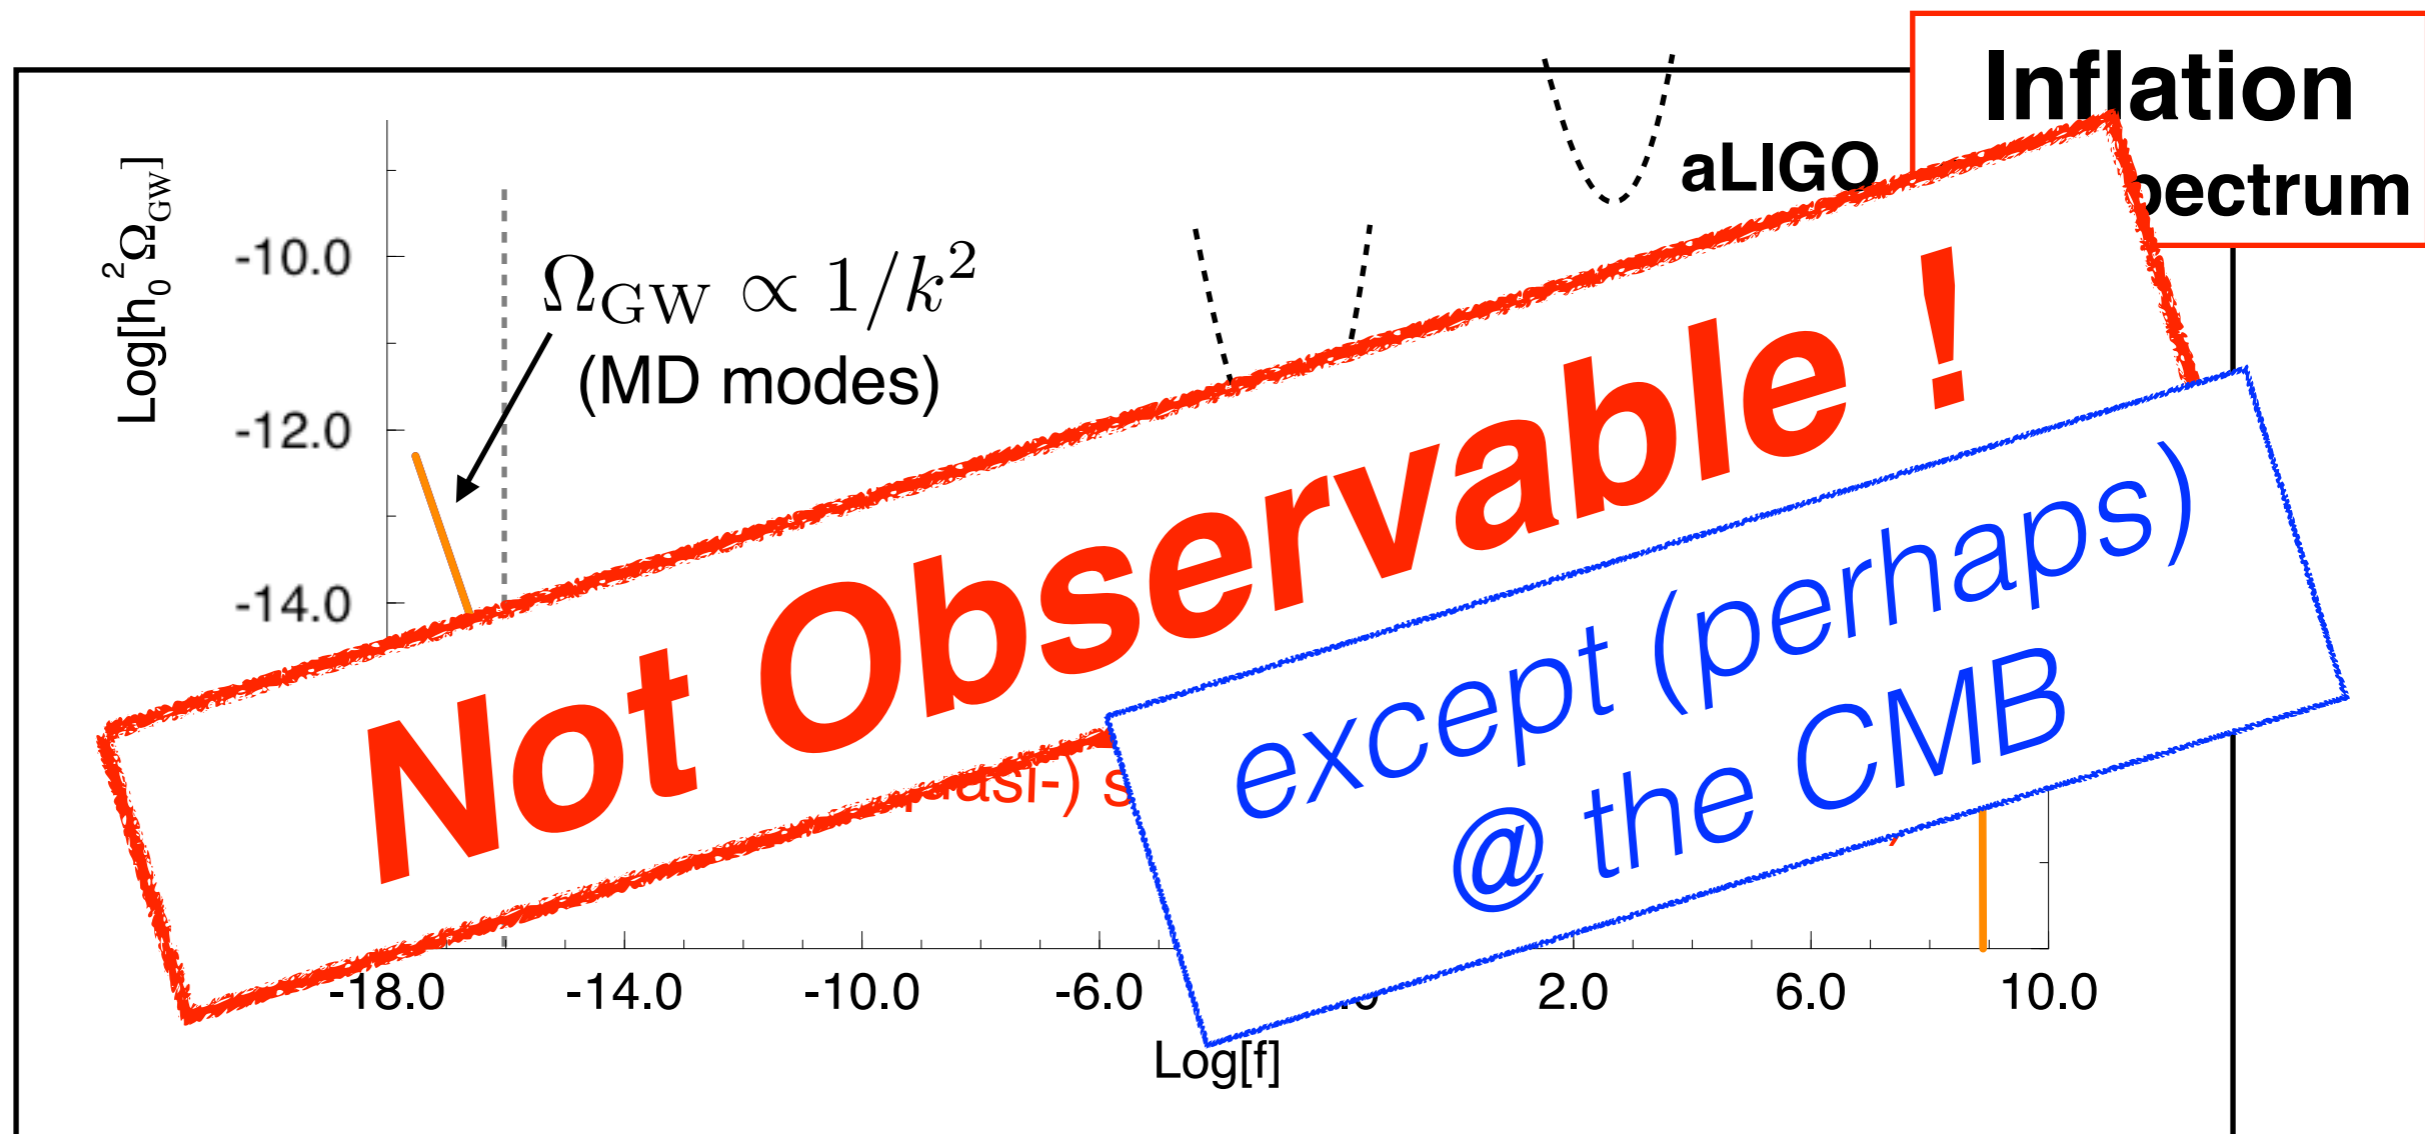 Inflation
pectrum
aLIGO
Log[h₀²Ω_GW]
Ω_GW ∝ 1/k²
(MD modes)
-10.0
-12.0
-14.0
Not Observable !
except (perhaps)
@ the CMB
asi-) s
-18.0 -14.0 -10.0 -6.0 2.0 6.0 10.0
Log[f]